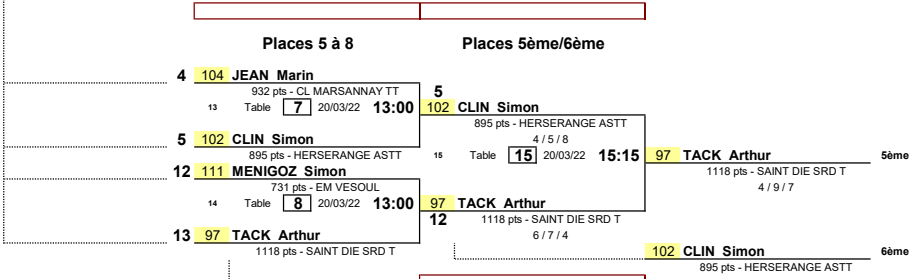 Places 5 à 8
Places 5ème/6ème
4 104 JEAN Marin
932 pts - CL MARSANNAY TT
13 Table 7 20/03/22 13:00
5 102 CLIN Simon
895 pts - HERSERANGE ASTT
12 111 MENIGOZ Simon
731 pts - EM VESOUL
14 Table 8 20/03/22 13:00
13 97 TACK Arthur
1118 pts - SAINT DIE SRD T
5
102 CLIN Simon
895 pts - HERSERANGE ASTT
4 / 5 / 8
15 Table 15 20/03/22 15:15
97 TACK Arthur
12
1118 pts - SAINT DIE SRD T
6 / 7 / 4
97 TACK Arthur 5ème
1118 pts - SAINT DIE SRD T
4 / 9 / 7
102 CLIN Simon 6ème
895 pts - HERSERANGE ASTT